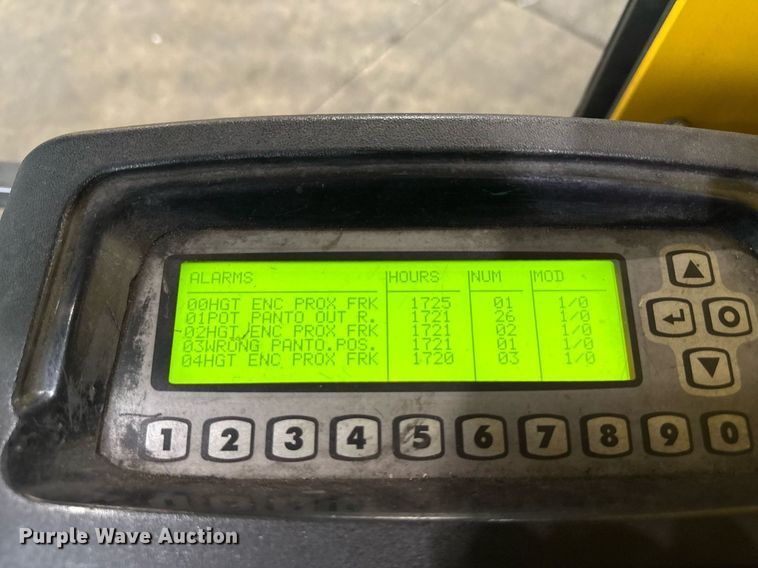 ALARMS HOURS NUM MOD
00HGT ENC PROX FRK 1725 01 1/0
01POT PANTO OUT R. 1721 26 1/0
02HGT ENC PROX FRK 1721 02 1/0
03WRONG PANTO.POS. 1721 01 1/0
04HGT ENC PROX FRK 1720 03 1/0
1 2 3 4 5 6 7 8 9 0
Purple Wave Auction